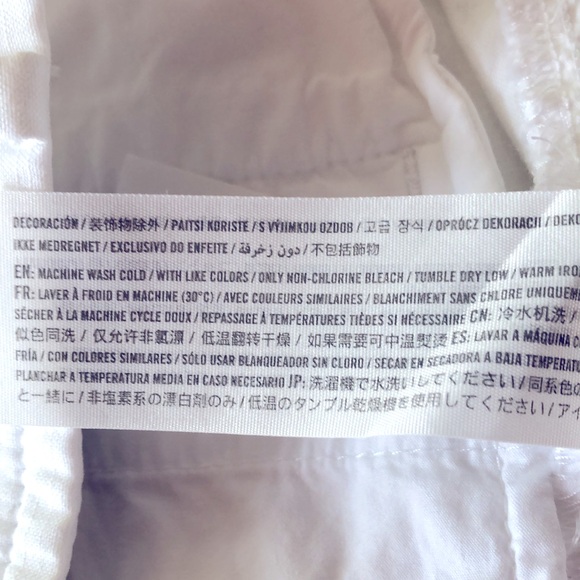 DECORACIÓN / 装飾物除外 / PAITSI KORISTE / S VÝJIMKOU OZDOB / 고급 장식 / OPRÓCZ DEKORACJI / DEKO
IKKE MEDREGNET / EXCLUSIVO DO ENFEITE / دون زخرفة / 不包括飾物
EN: MACHINE WASH COLD / WITH LIKE COLORS / ONLY NON-CHLORINE BLEACH / TUMBLE DRY LOW / WARM IRO
FR: LAVER À FROID EN MACHINE (30°C) / AVEC COULEURS SIMILAIRES / BLANCHIMENT SANS CHLORE UNIQUEME
SÉCHER À LA MACHINE CYCLE DOUX / REPASSAGE À TEMPÉRATURES TIÈDES SI NÉCESSAIRE CN: 冷水机洗 /
似色同洗 / 仅允许非氯漂 / 低温翻转干燥 / 如果需要可中温熨烫 ES: LAVAR A MÁQUINA
FRÍA / CON COLORES SIMILARES / SÓLO USAR BLANQUEADOR SIN CLORO / SECAR EN SECADORA A BAJA TEMPERATU
PLANCHAR A TEMPERATURA MEDIA EN CASO NECESARIO JP: 洗濯機で水洗いしてください / 同系色の
と一緒に / 非塩素系の漂白剤のみ / 低温のタンブル乾燥機を使用してください / アイ